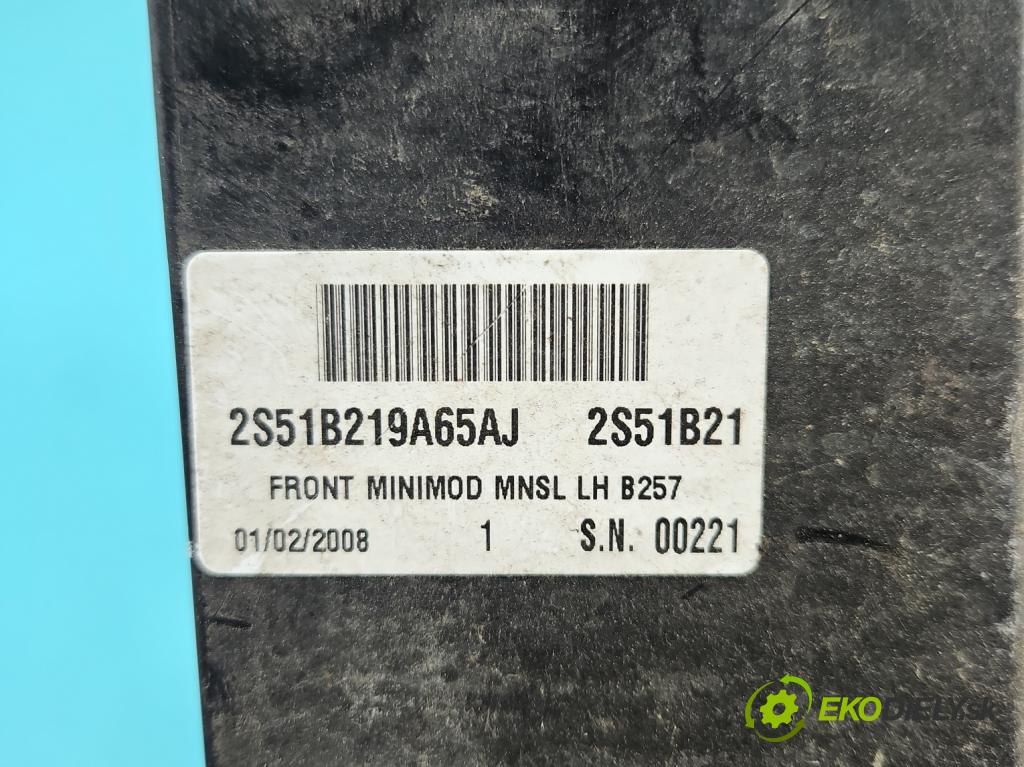 2S51B219A65AJ 2S51B21
FRONT MINIMOD MNSL LH B257
01/02/2008 1 S.N. 00221
EKODIELY.SK